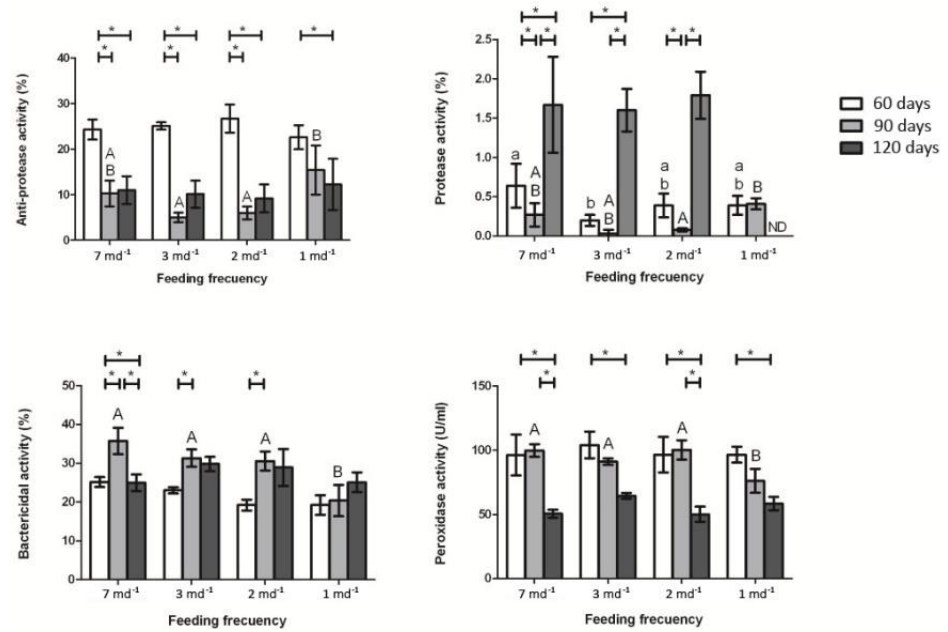 * * * *
* * * *
40
30
20
10
0
Anti-protease activity (%)
A
B
A
A
B
7 md⁻¹ 3 md⁻¹ 2 md⁻¹ 1 md⁻¹
Feeding frecuency
* *
* * * * *
2.5
2.0
1.5
1.0
0.5
0.0
Protease activity (%)
a
A
B
b
A
B
a
b
A
a
b
B
ND
7 md⁻¹ 3 md⁻¹ 2 md⁻¹ 1 md⁻¹
Feeding frecuency
60 days
90 days
120 days
*
* * * *
50
40
30
20
10
0
Bactericidal activity (%)
A
A
A
B
7 md⁻¹ 3 md⁻¹ 2 md⁻¹ 1 md⁻¹
Feeding frecuency
* * * *
* *
150
100
50
0
Peroxidase activity (U/ml)
A
A
A
B
7 md⁻¹ 3 md⁻¹ 2 md⁻¹ 1 md⁻¹
Feeding frecuency